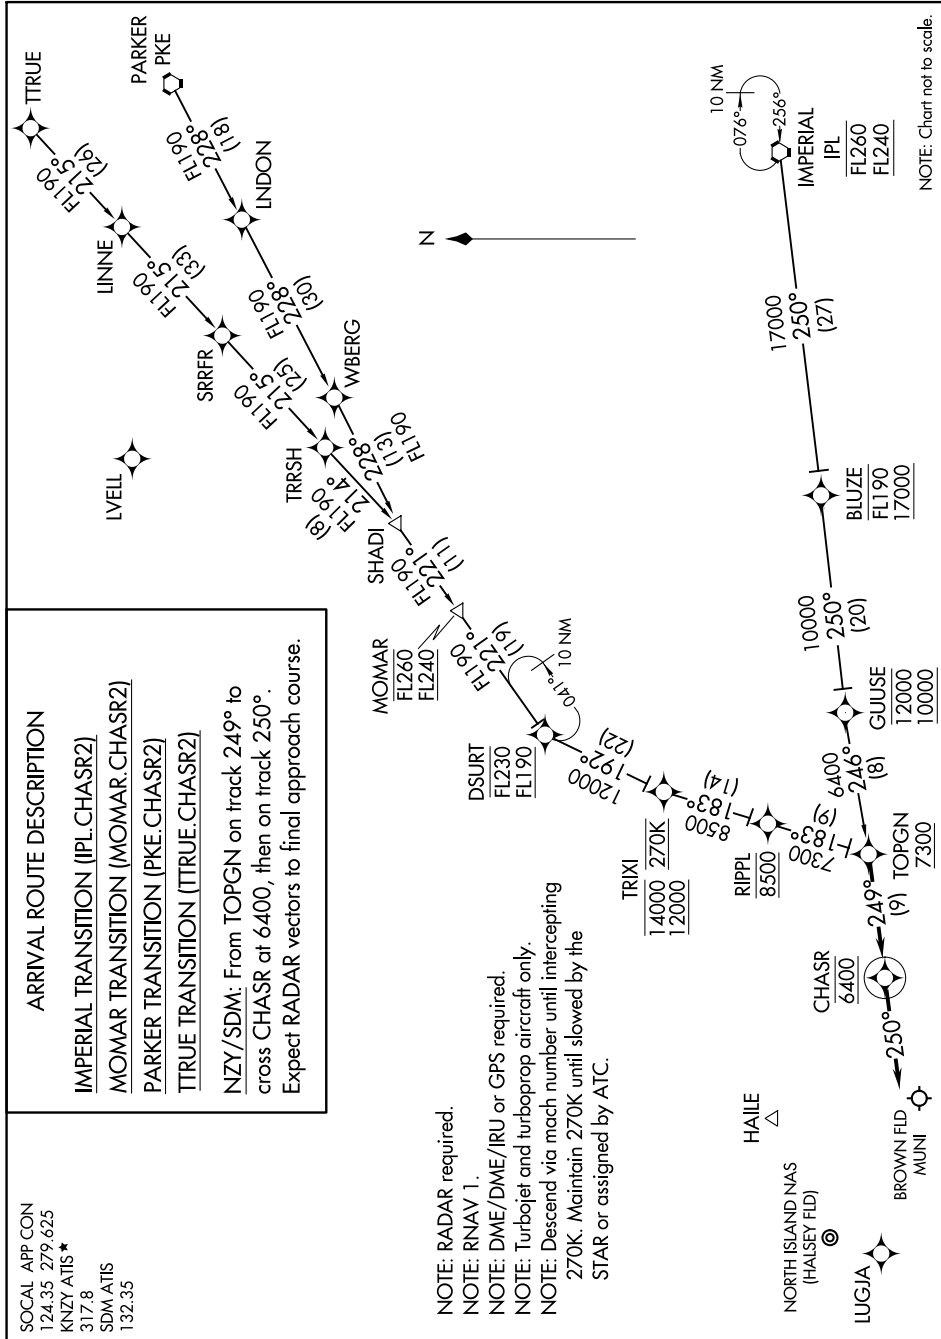 SOCAL APP CON
124.35 279.625
KNZY ATIS★
317.8
SDM ATIS
132.35
ARRIVAL ROUTE DESCRIPTION
IMPERIAL TRANSITION (IPL.CHASR2)
MOMAR TRANSITION (MOMAR.CHASR2)
PARKER TRANSITION (PKE.CHASR2)
TTRUE TRANSITION (TTRUE.CHASR2)
NZY/SDM: From TOPGN on track 249° to
cross CHASR at 6400, then on track 250°.
Expect RADAR vectors to final approach course.
NOTE: RADAR required.
NOTE: RNAV 1.
NOTE: DME/DME/IRU or GPS required.
NOTE: Turbojet and turboprop aircraft only.
NOTE: Descend via mach number until intercepting
270K. Maintain 270K until slowed by the
STAR or assigned by ATC.
TTRUE
FL190
215°
(26)
LINNE
FL190
215°
(33)
SRRFR
FL190
215°
(25)
TRRSH
FL190
214°
(8)
PARKER
PKE
FL190
228°
(18)
LNDON
FL190
228°
(30)
WBERG
228°
(13)
FL190
LVELL
SHADI
FL190
221°
(11)
MOMAR
FL260
FL240
FL190
221°
(19)
N
DSURT
FL230
FL190
041°
10 NM
12000
192°
(22)
TRIXI
14000 270K
12000
8500
183°
(14)
RIPPL
8500
7300
183°
(9)
TOPGN
7300
IMPERIAL
IPL
FL260
FL240
10 NM
076°
256°
17000
250°
(27)
BLUZE
FL190
17000
10000
250°
(20)
GUUSE
12000
10000
6400
246°
(8)
249°
(9)
CHASR
6400
250°
HAILE
BROWN FLD
MUNI
NORTH ISLAND NAS
(HALSEY FLD)
LUGJA
NOTE: Chart not to scale.